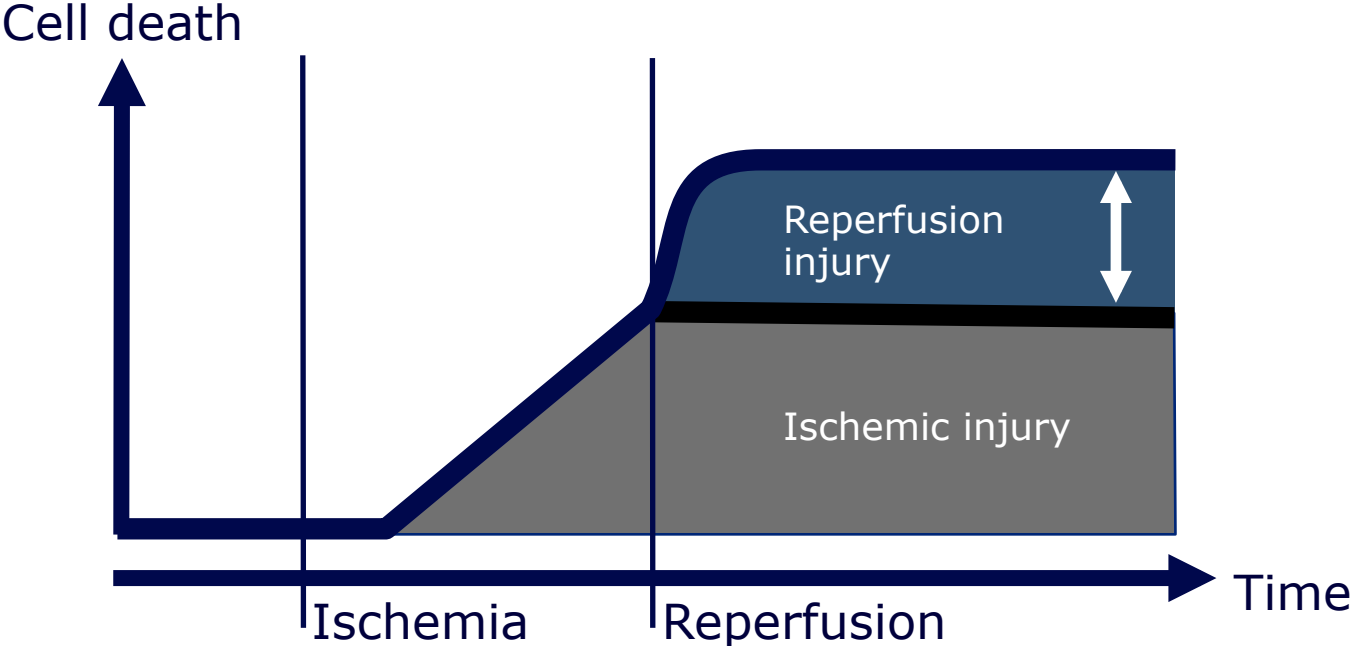 Cell death
Reperfusion
injury
Ischemic injury
Time
Ischemia
Reperfusion